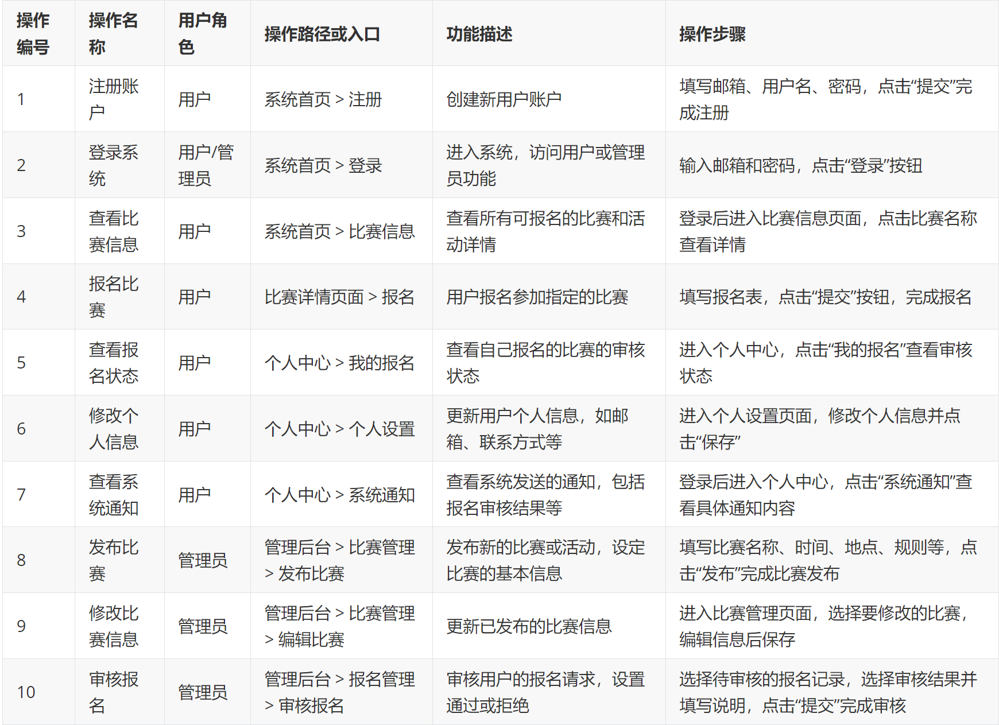 操作编号 操作名称 用户角色 操作路径或入口 功能描述 操作步骤
1 注册账户 用户 系统首页 > 注册 创建新用户账户 填写邮箱、用户名、密码，点击“提交”完成注册
2 登录系统 用户/管理员 系统首页 > 登录 进入系统，访问用户或管理员功能 输入邮箱和密码，点击“登录”按钮
3 查看比赛信息 用户 系统首页 > 比赛信息 查看所有可报名的比赛和活动详情 登录后进入比赛信息页面，点击比赛名称查看详情
4 报名比赛 用户 比赛详情页面 > 报名 用户报名参加指定的比赛 填写报名表，点击“提交”按钮，完成报名
5 查看报名状态 用户 个人中心 > 我的报名 查看自己报名的比赛的审核状态 进入个人中心，点击“我的报名”查看审核状态
6 修改个人信息 用户 个人中心 > 个人设置 更新用户个人信息，如邮箱、联系方式等 进入个人设置页面，修改个人信息并点击“保存”
7 查看系统通知 用户 个人中心 > 系统通知 查看系统发送的通知，包括报名审核结果等 登录后进入个人中心，点击“系统通知”查看具体通知内容
8 发布比赛 管理员 管理后台 > 比赛管理 > 发布比赛 发布新的比赛或活动，设定比赛的基本信息 填写比赛名称、时间、地点、规则等，点击“发布”完成比赛发布
9 修改比赛信息 管理员 管理后台 > 比赛管理 > 编辑比赛 更新已发布的比赛信息 进入比赛管理页面，选择要修改的比赛，编辑信息后保存
10 审核报名 管理员 管理后台 > 报名管理 > 审核报名 审核用户的报名请求，设置通过或拒绝 选择待审核的报名记录，选择审核结果并填写说明，点击“提交”完成审核